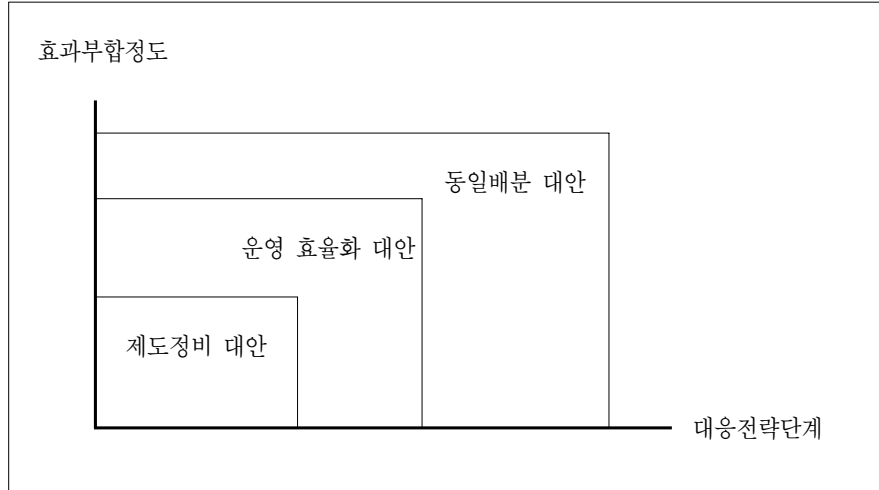 효과부합정도
동일배분 대안
운영 효율화 대안
제도정비 대안
대응전략단계